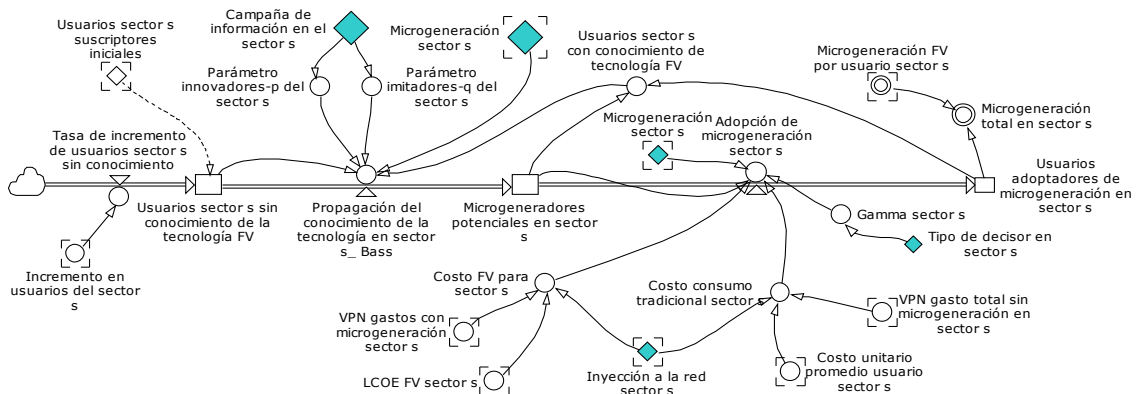 Usuarios sector s
suscriptores
iniciales
Campaña de
información en el
sector s
Microgeneración
sector s
Usuarios sector s
con conocimiento de
tecnología FV
Microgeneración FV
por usuario sector s
Parámetro
innovadores-p del
sector s
Parámetro
imitadores-q del
sector s
Microgeneración
total en sector s
Tasa de incremento
de usuarios sector s
sin conocimiento
Microgeneración
sector s
Adopción de
microgeneración
sector s
Usuarios sector s sin
conocimiento de la
tecnología FV
Propagación del
conocimiento de la
tecnología en sector
s_ Bass
Microgeneradores
potenciales en sector
s
Usuarios
adoptadores de
microgeneración en
sector s
Gamma sector s
Tipo de decisor en
sector s
Incremento en
usuarios del sector
s
Costo FV para
sector s
Costo consumo
tradicional sector s
VPN gastos con
microgeneración
sector s
VPN gasto total sin
microgeneración en
sector s
LCOE FV sector s
Inyección a la red
sector s
Costo unitario
promedio usuario
sector s